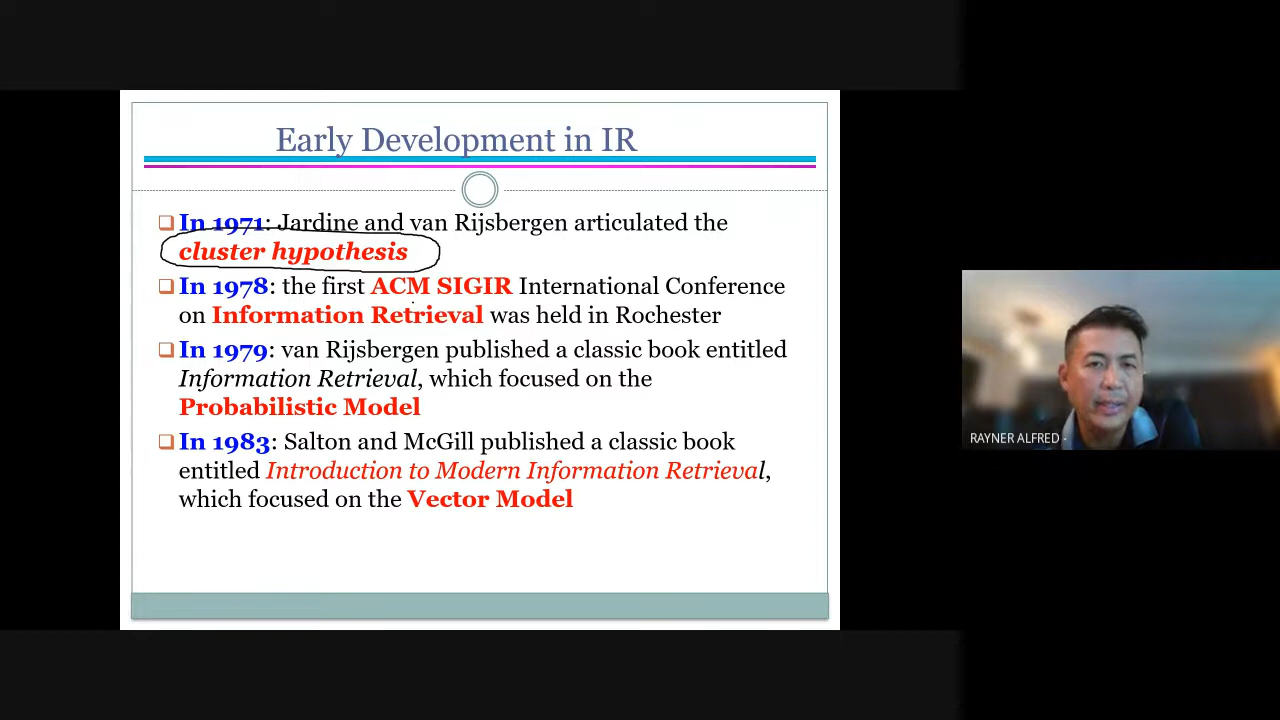 Early Development in IR
In 1971: Jardine and van Rijsbergen articulated the
cluster hypothesis
In 1978: the first ACM SIGIR International Conference
on Information Retrieval was held in Rochester
In 1979: van Rijsbergen published a classic book entitled
Information Retrieval, which focused on the
Probabilistic Model
In 1983: Salton and McGill published a classic book
entitled Introduction to Modern Information Retrieval,
which focused on the Vector Model
RAYNER ALFRED -